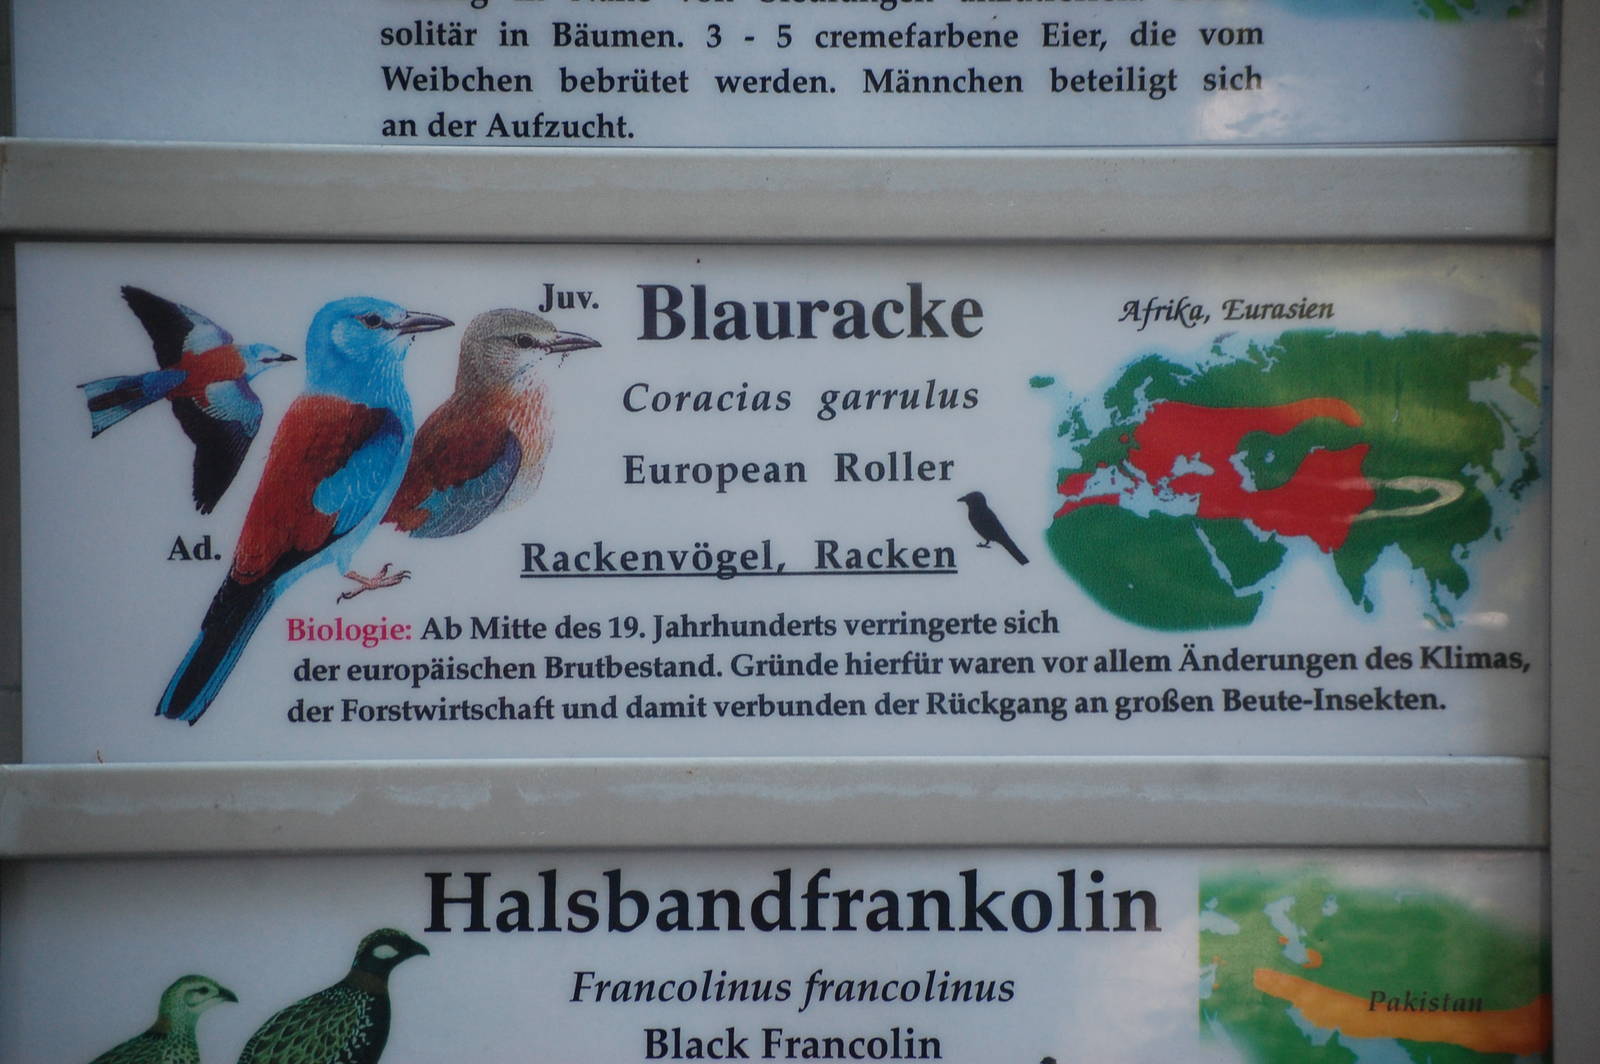 solitär in Bäumen. 3 - 5 cremefarbene Eier, die vom
Weibchen bebrütet werden. Männchen beteiligt sich
an der Aufzucht.
Juv.
Blauracke
Afrika, Eurasien
Coracias garrulus
European Roller
Ad.
Rackenvögel, Racken
Biologie: Ab Mitte des 19. Jahrhunderts verringerte sich
der europäischen Brutbestand. Gründe hierfür waren vor allem Änderungen des Klimas,
der Forstwirtschaft und damit verbunden der Rückgang an großen Beute-Insekten.
Halsbandfrankolin
Francolinus francolinus
Pakistan
Black Francolin